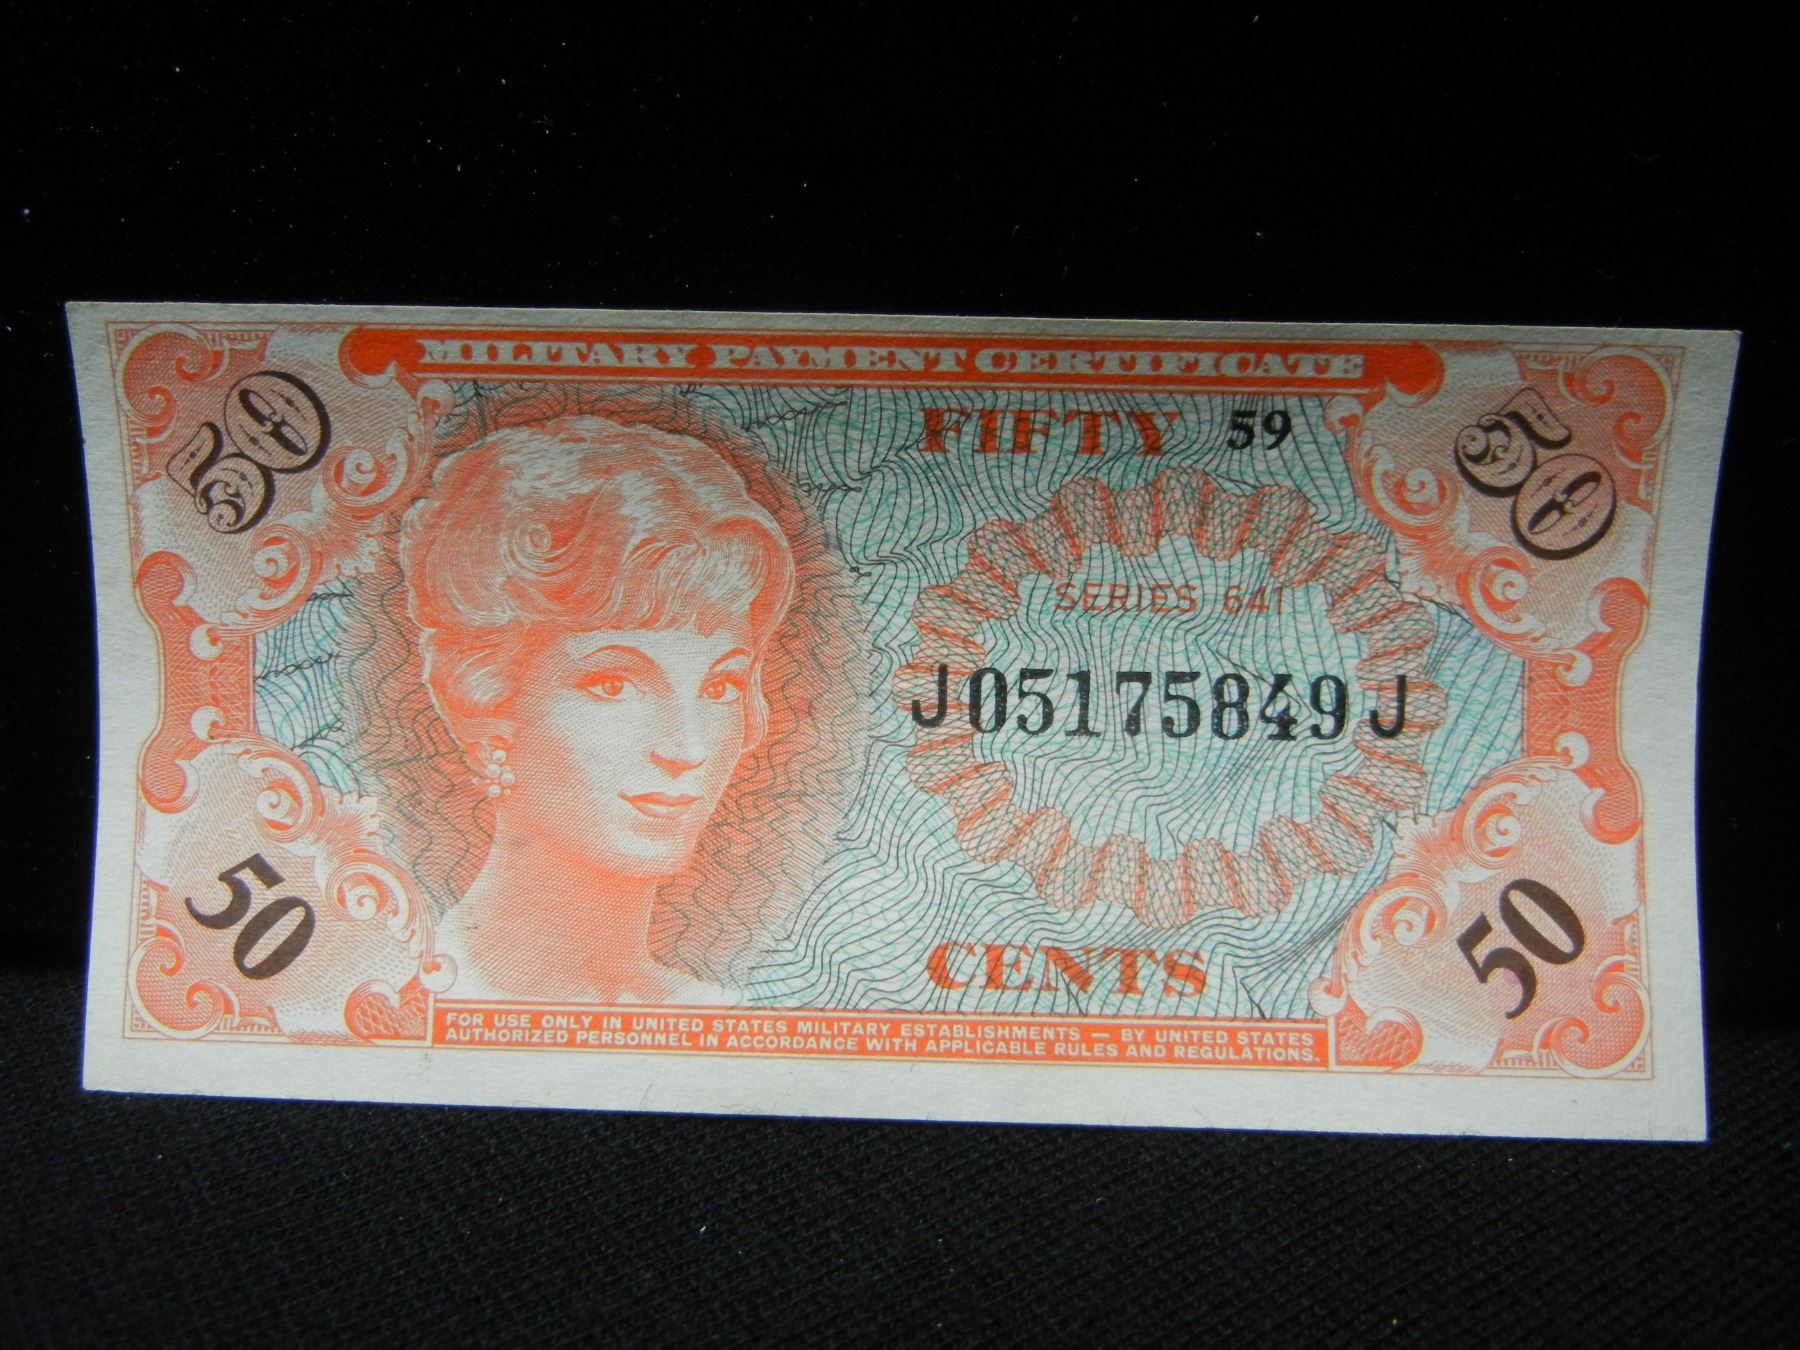 MILITARY PAYMENT CERTIFICATE
50 FIFTY 59 50
SERIES 641
J05175849J
50 CENTS 50
FOR USE ONLY IN UNITED STATES MILITARY ESTABLISHMENTS — BY UNITED STATES
AUTHORIZED PERSONNEL IN ACCORDANCE WITH APPLICABLE RULES AND REGULATIONS.